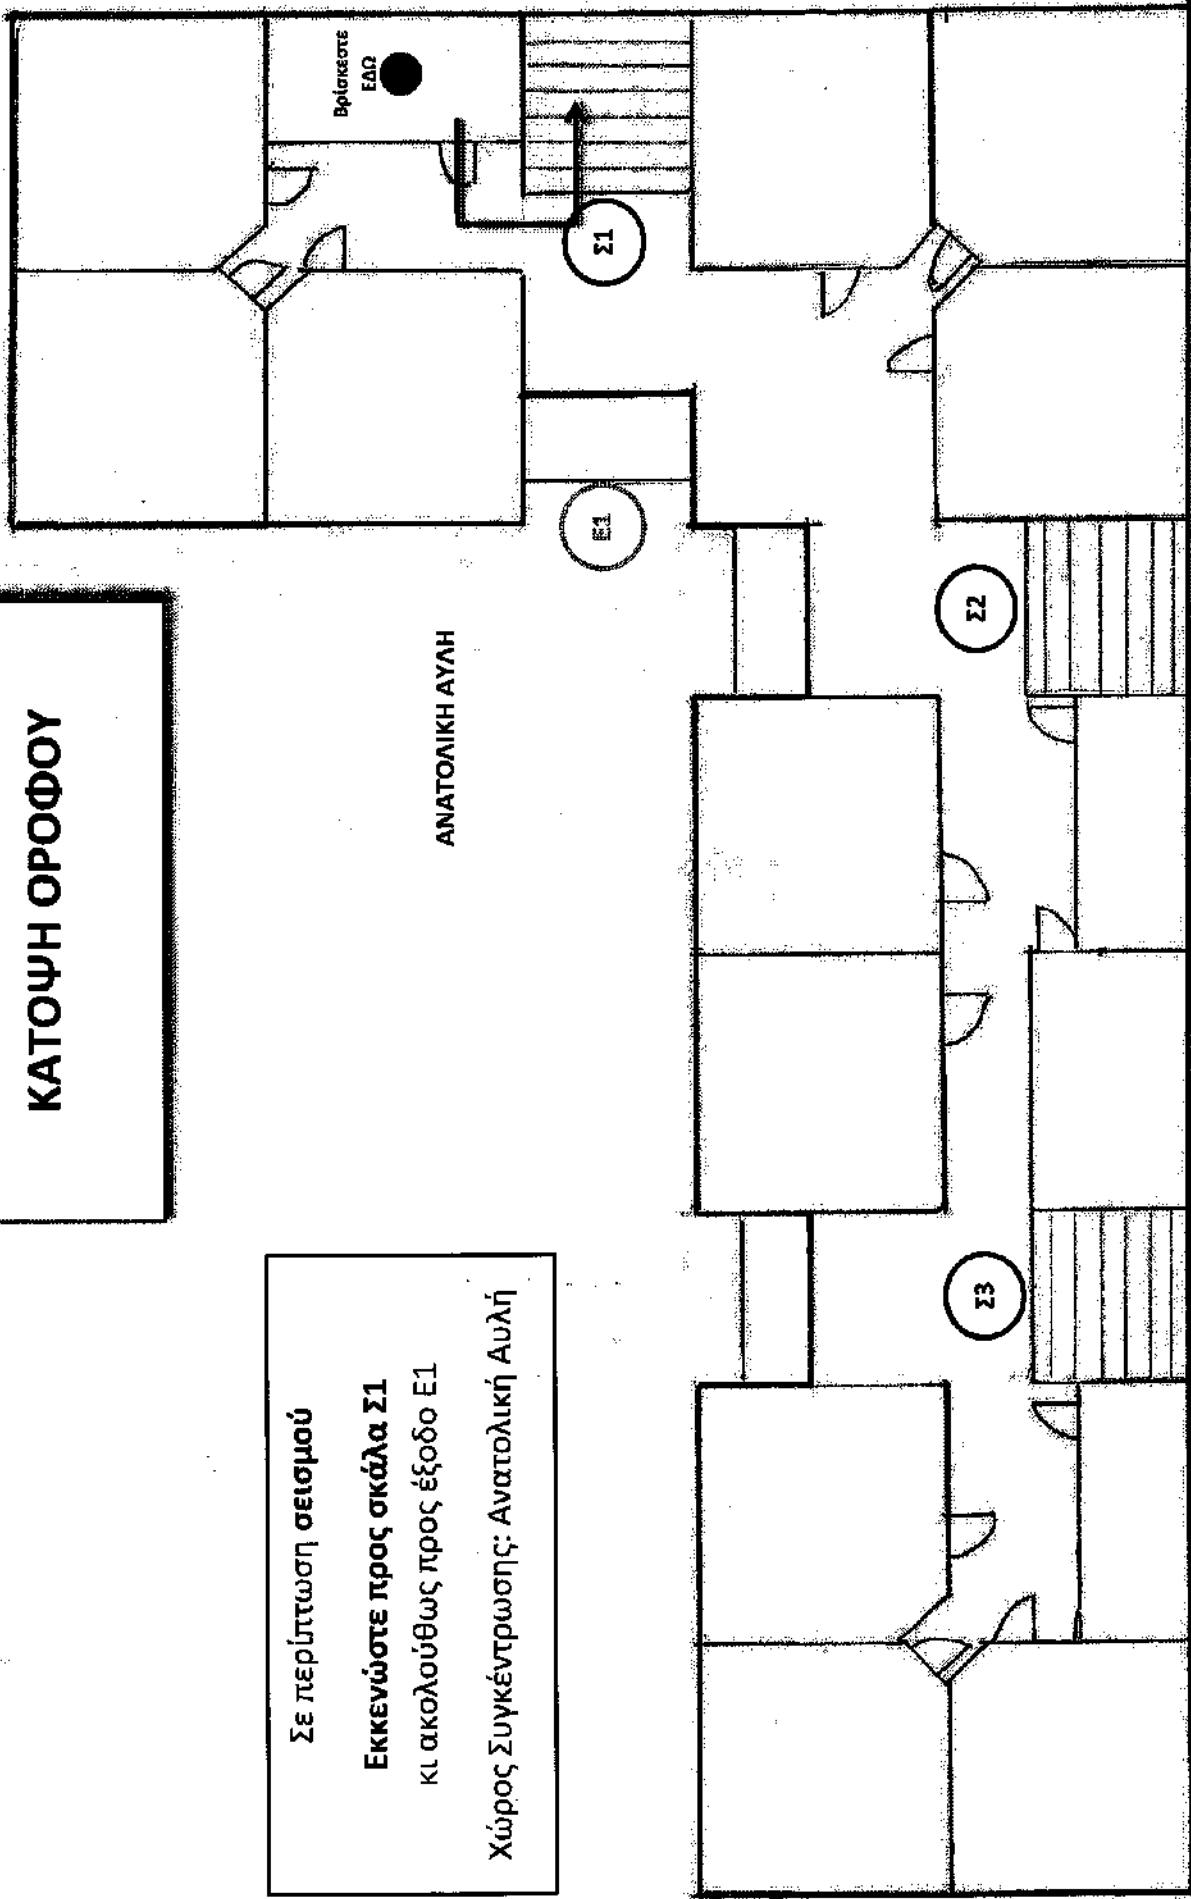 ΚΑΤΟΨΗ ΟΡΟΦΟΥ
Βρίσκεστε
ΕΔΩ
Σ1
Ε1
ΑΝΑΤΟΛΙΚΗ ΑΥΛΗ
Σ2
Σ3
Σε περίπτωση σεισμού
Εκκενώστε προς σκάλα Σ1
κι ακολούθως προς έξοδο Ε1
Χώρος Συγκέντρωσης: Ανατολική Αυλή